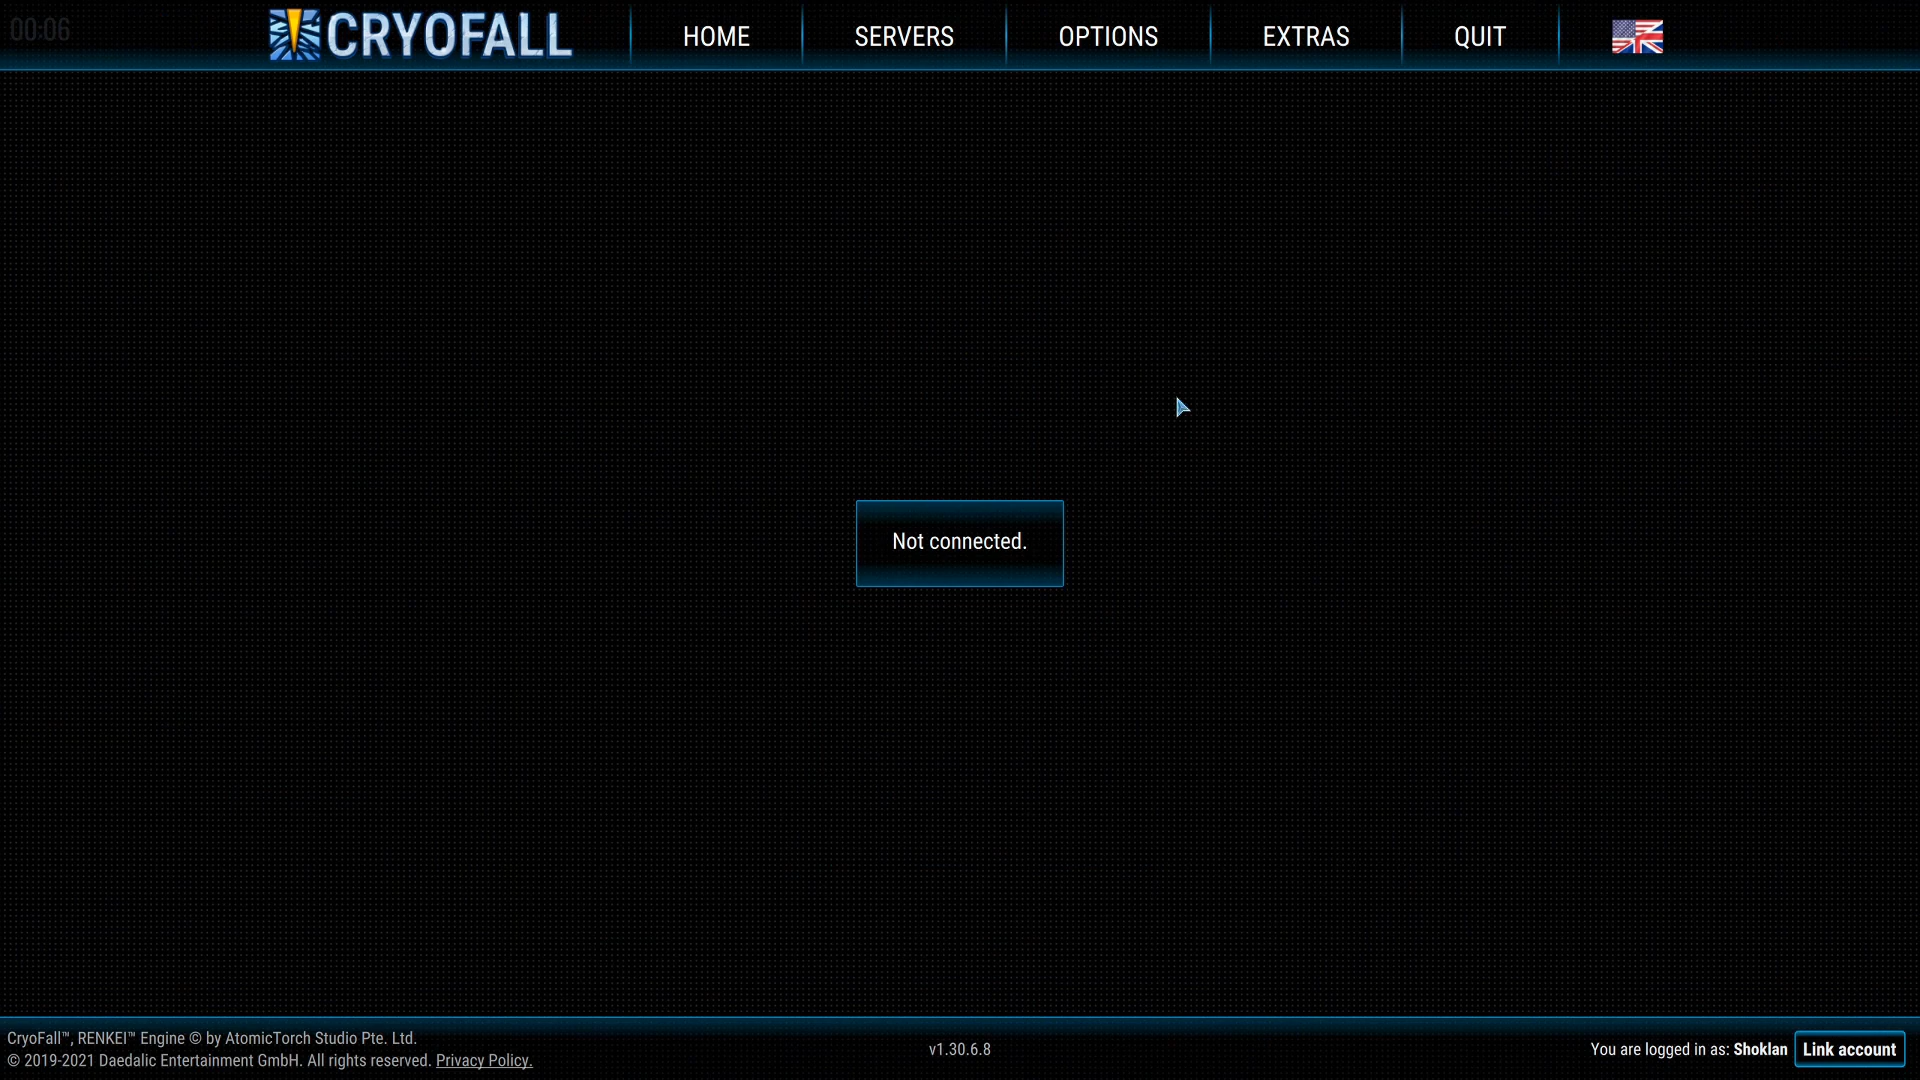 00:06
CRYOFALL
HOME
SERVERS
OPTIONS
EXTRAS
QUIT
Not connected.
CryoFall™, RENKEI™ Engine © by AtomicTorch Studio Pte. Ltd.
© 2019-2021 Daedalic Entertainment GmbH. All rights reserved. Privacy Policy.
v1.30.6.8
You are logged in as: Shoklan
Link account